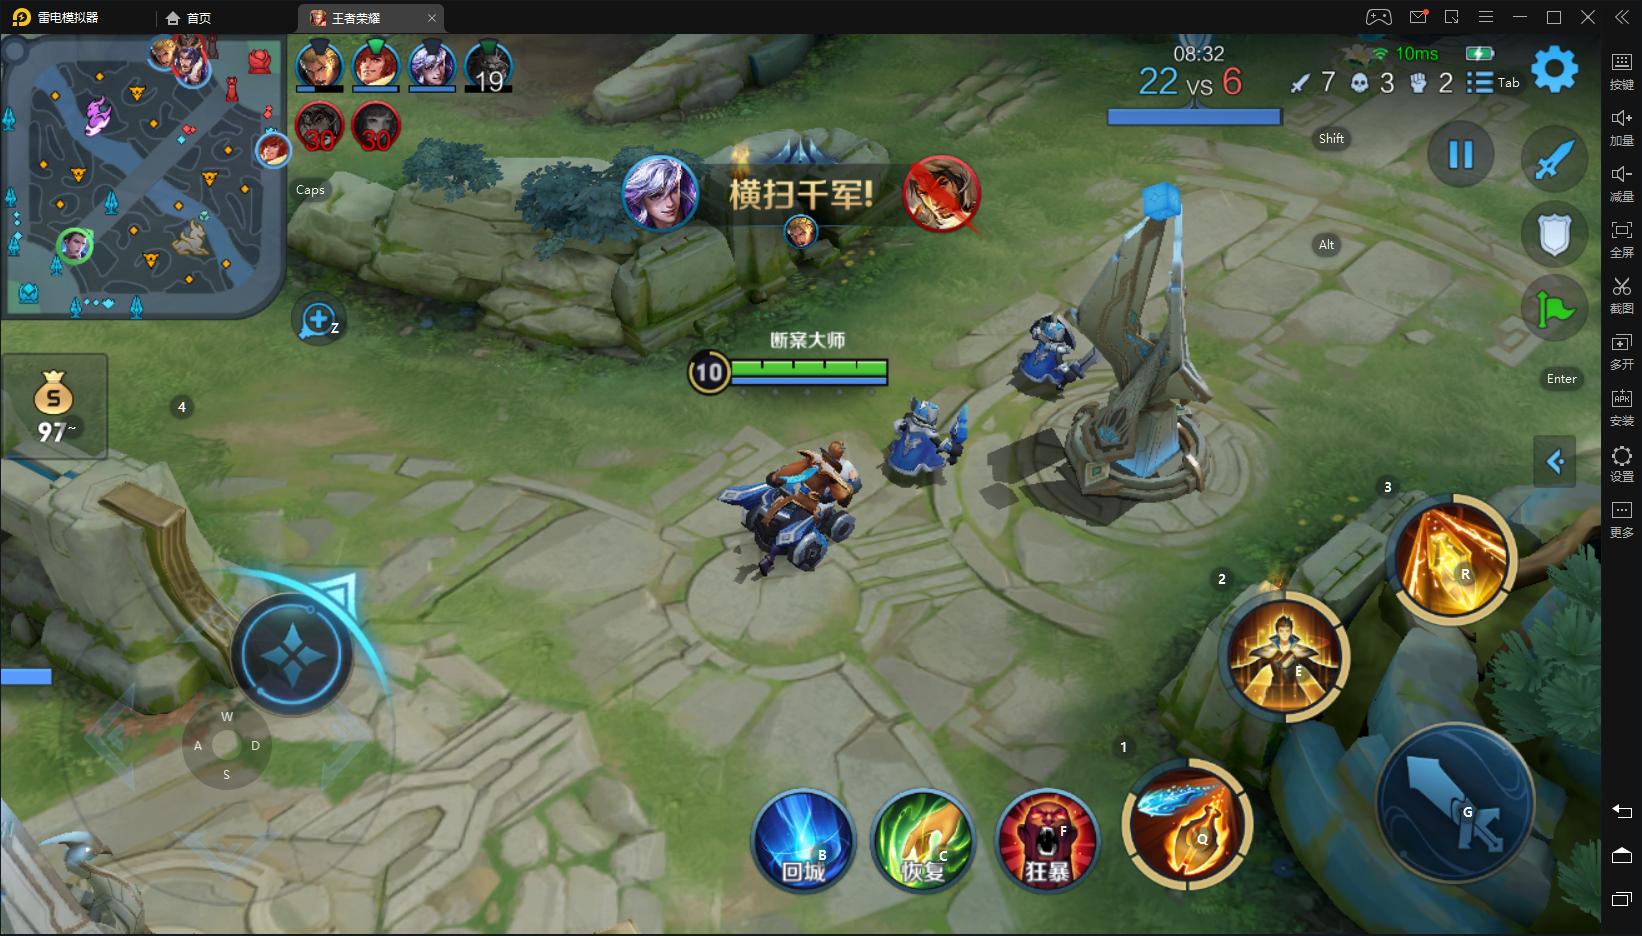 雷电模拟器
首页
王者荣耀
08:32
10ms
22 vs 6
7
3
2
Tab
19
30
30
Caps
Shift
Alt
Enter
横扫千军!
断案大师
10
Z
S
97~
4
3
2
1
W
A
D
S
R
E
G
Q
B
回城
C
恢复
F
狂暴
按键
加量
减量
全屏
截图
多开
APK
安装
设置
更多